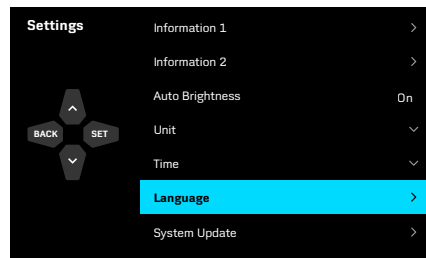 Settings
Information 1
Information 2
Auto Brightness On
BACK SET
Unit
Time
Language
System Update